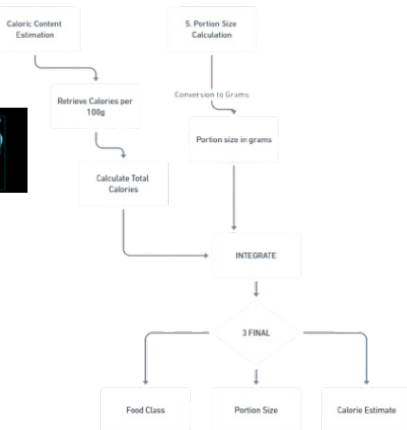 Caloric Content
Estimation
5. Portion Size
Calculation
Conversion to Grams
Retrieve Calories per
100g
Portion size in grams
Calculate Total
Calories
INTEGRATE
3 FINAL
Food Class
Portion Size
Calorie Estimate